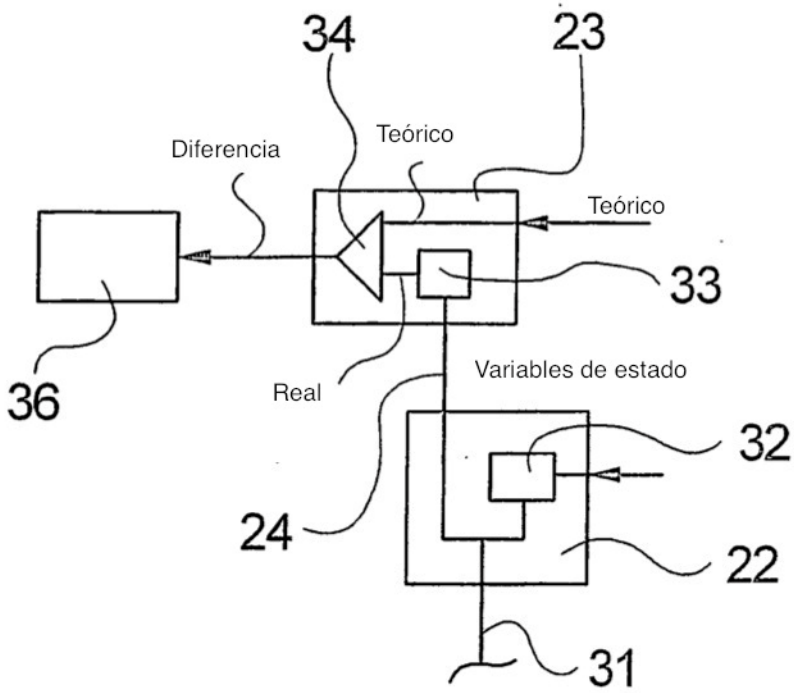 34
23
Teórico
Diferencia
Teórico
33
36
Real
Variables de estado
32
24
22
31